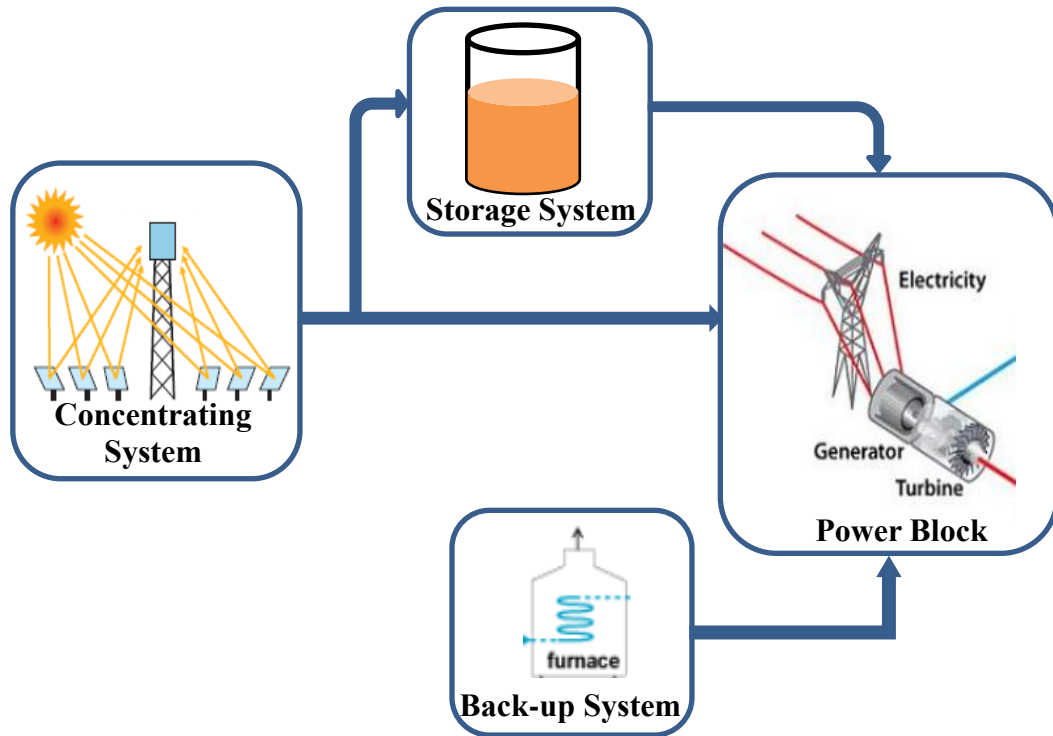 Storage System
Concentrating
System
Electricity
Generator
Turbine
Power Block
furnace
Back-up System